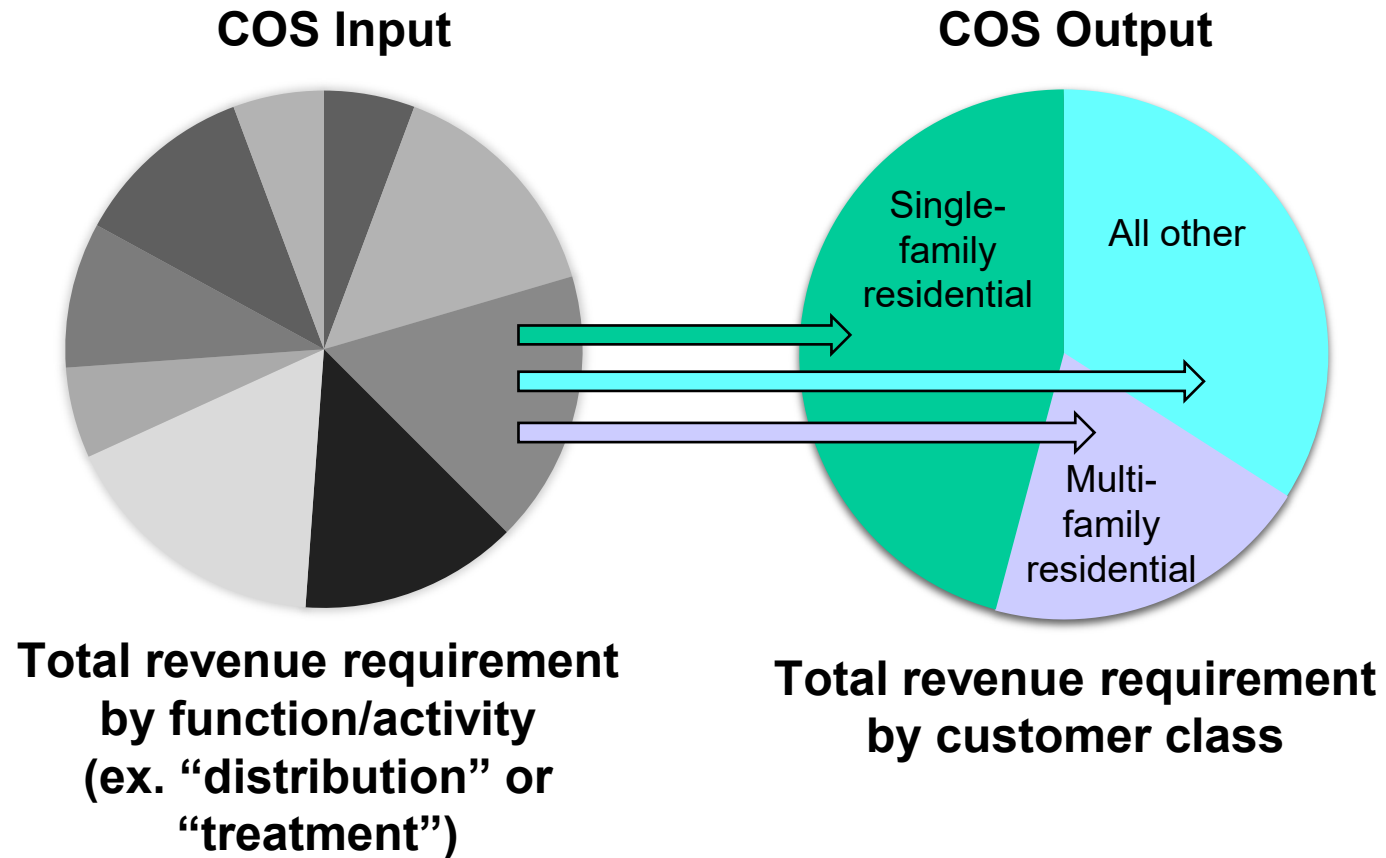 COS Input
COS Output
Single-
family
residential
All other
Multi-
family
residential
Total revenue requirement
by function/activity
(ex. “distribution” or
“treatment”)
Total revenue requirement
by customer class